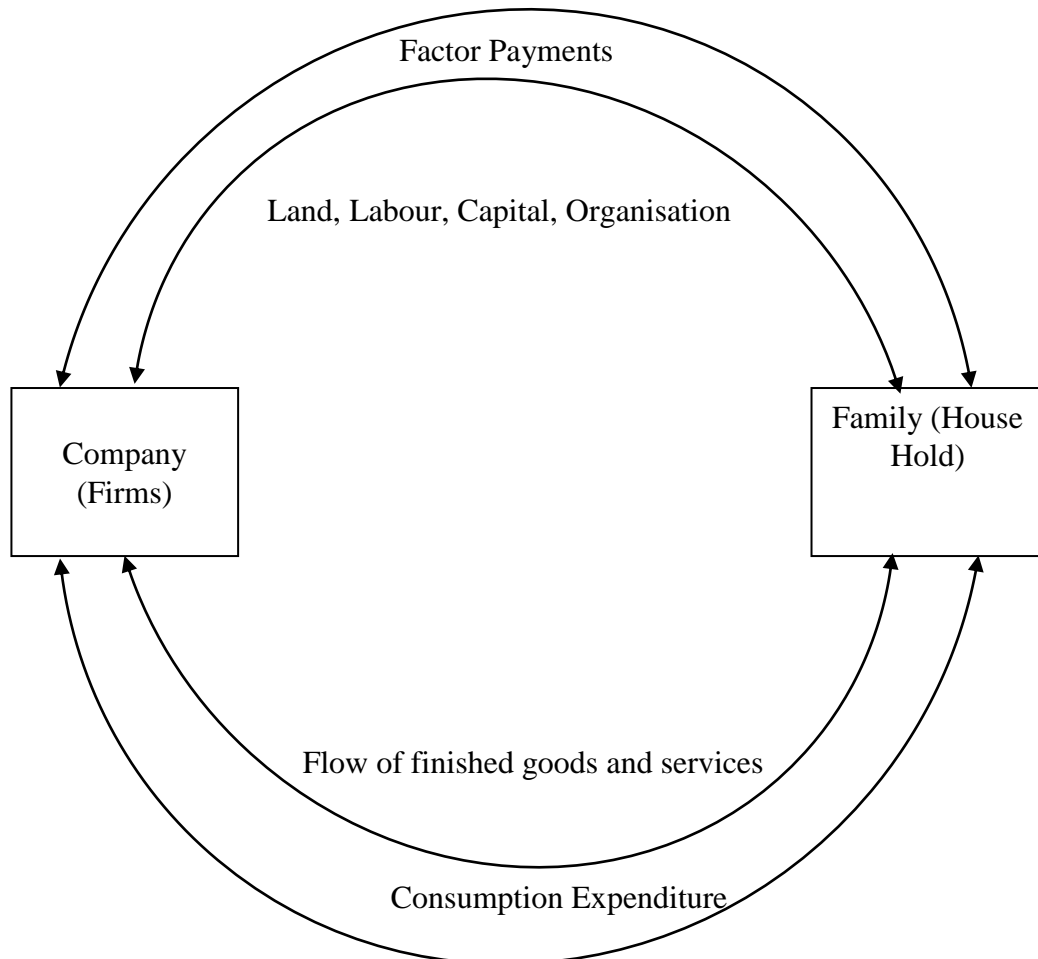 Factor Payments
Land, Labour, Capital, Organisation
Company
(Firms)
Family (House
Hold)
Flow of finished goods and services
Consumption Expenditure